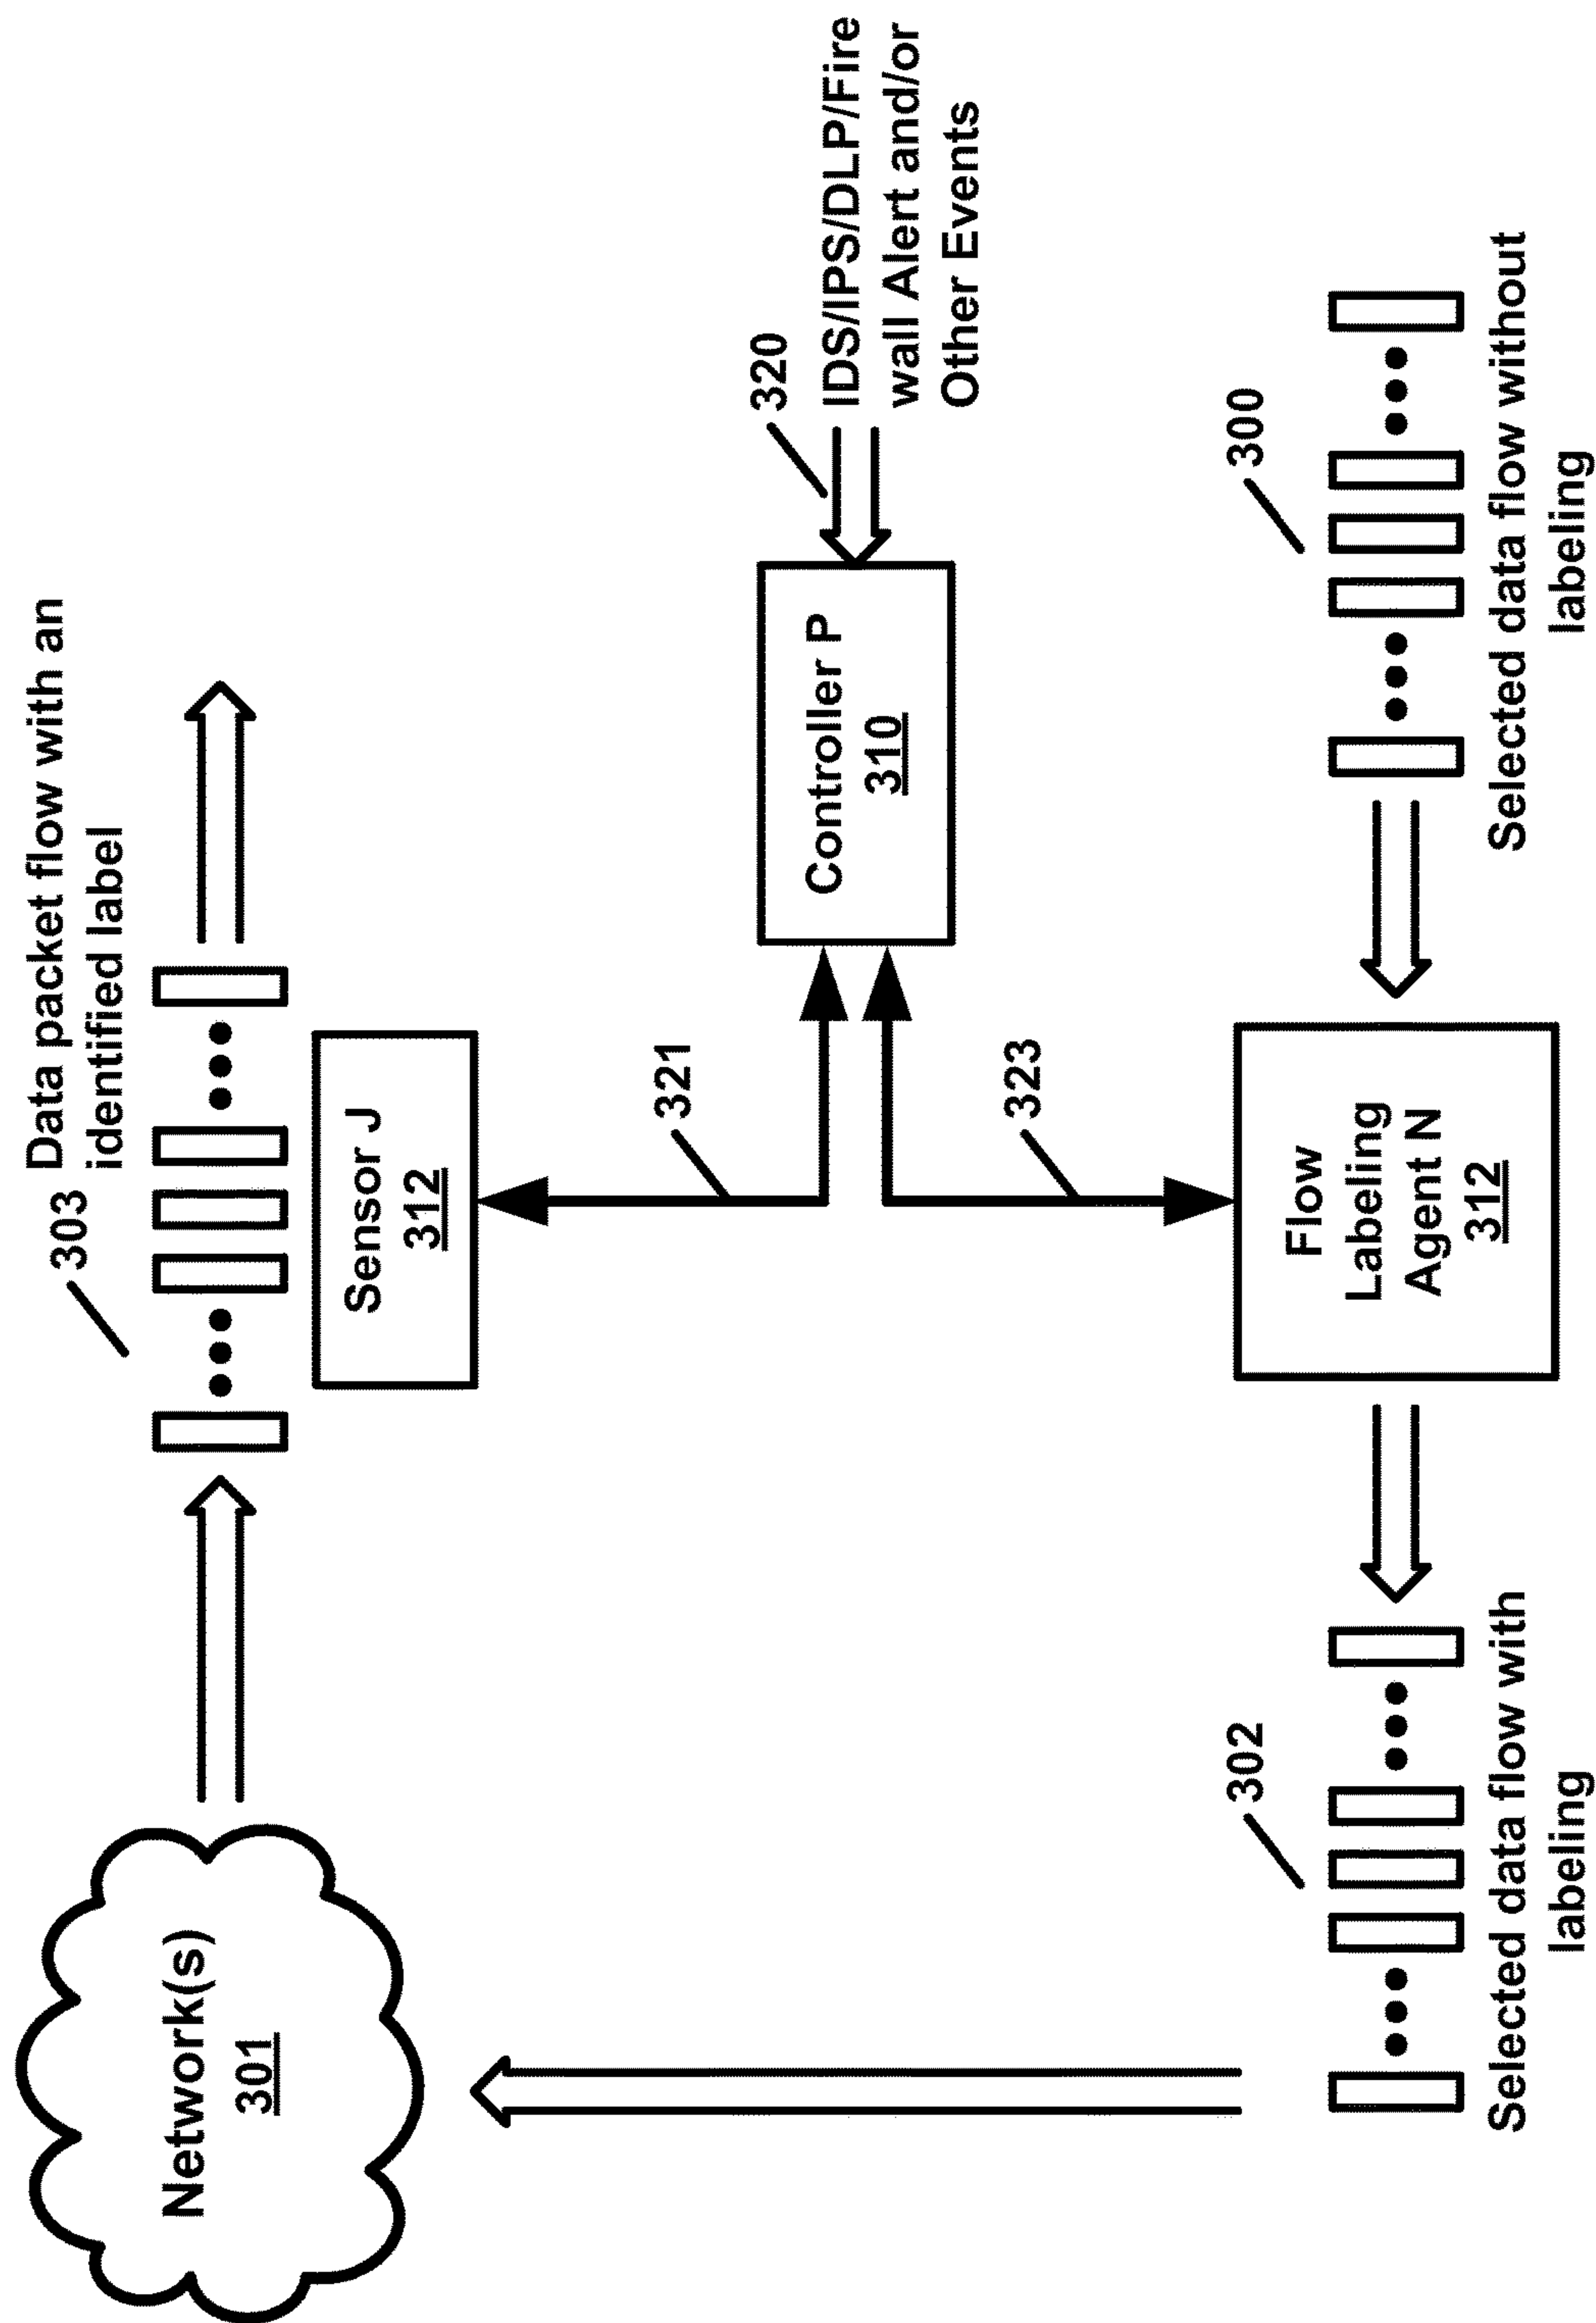 Data packet flow with an
identified label
303
Network(s)
301
Sensor J
312
321
320
IDS/IPS/DLP/Fire
wall Alert and/or
Other Events
Controller P
310
323
302
300
Flow
Labeling
Agent N
312
Selected data flow with
labeling
Selected data flow without
labeling